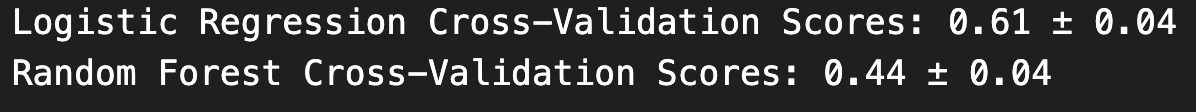 Logistic Regression Cross-Validation Scores: 0.61 ± 0.04
Random Forest Cross-Validation Scores: 0.44 ± 0.04